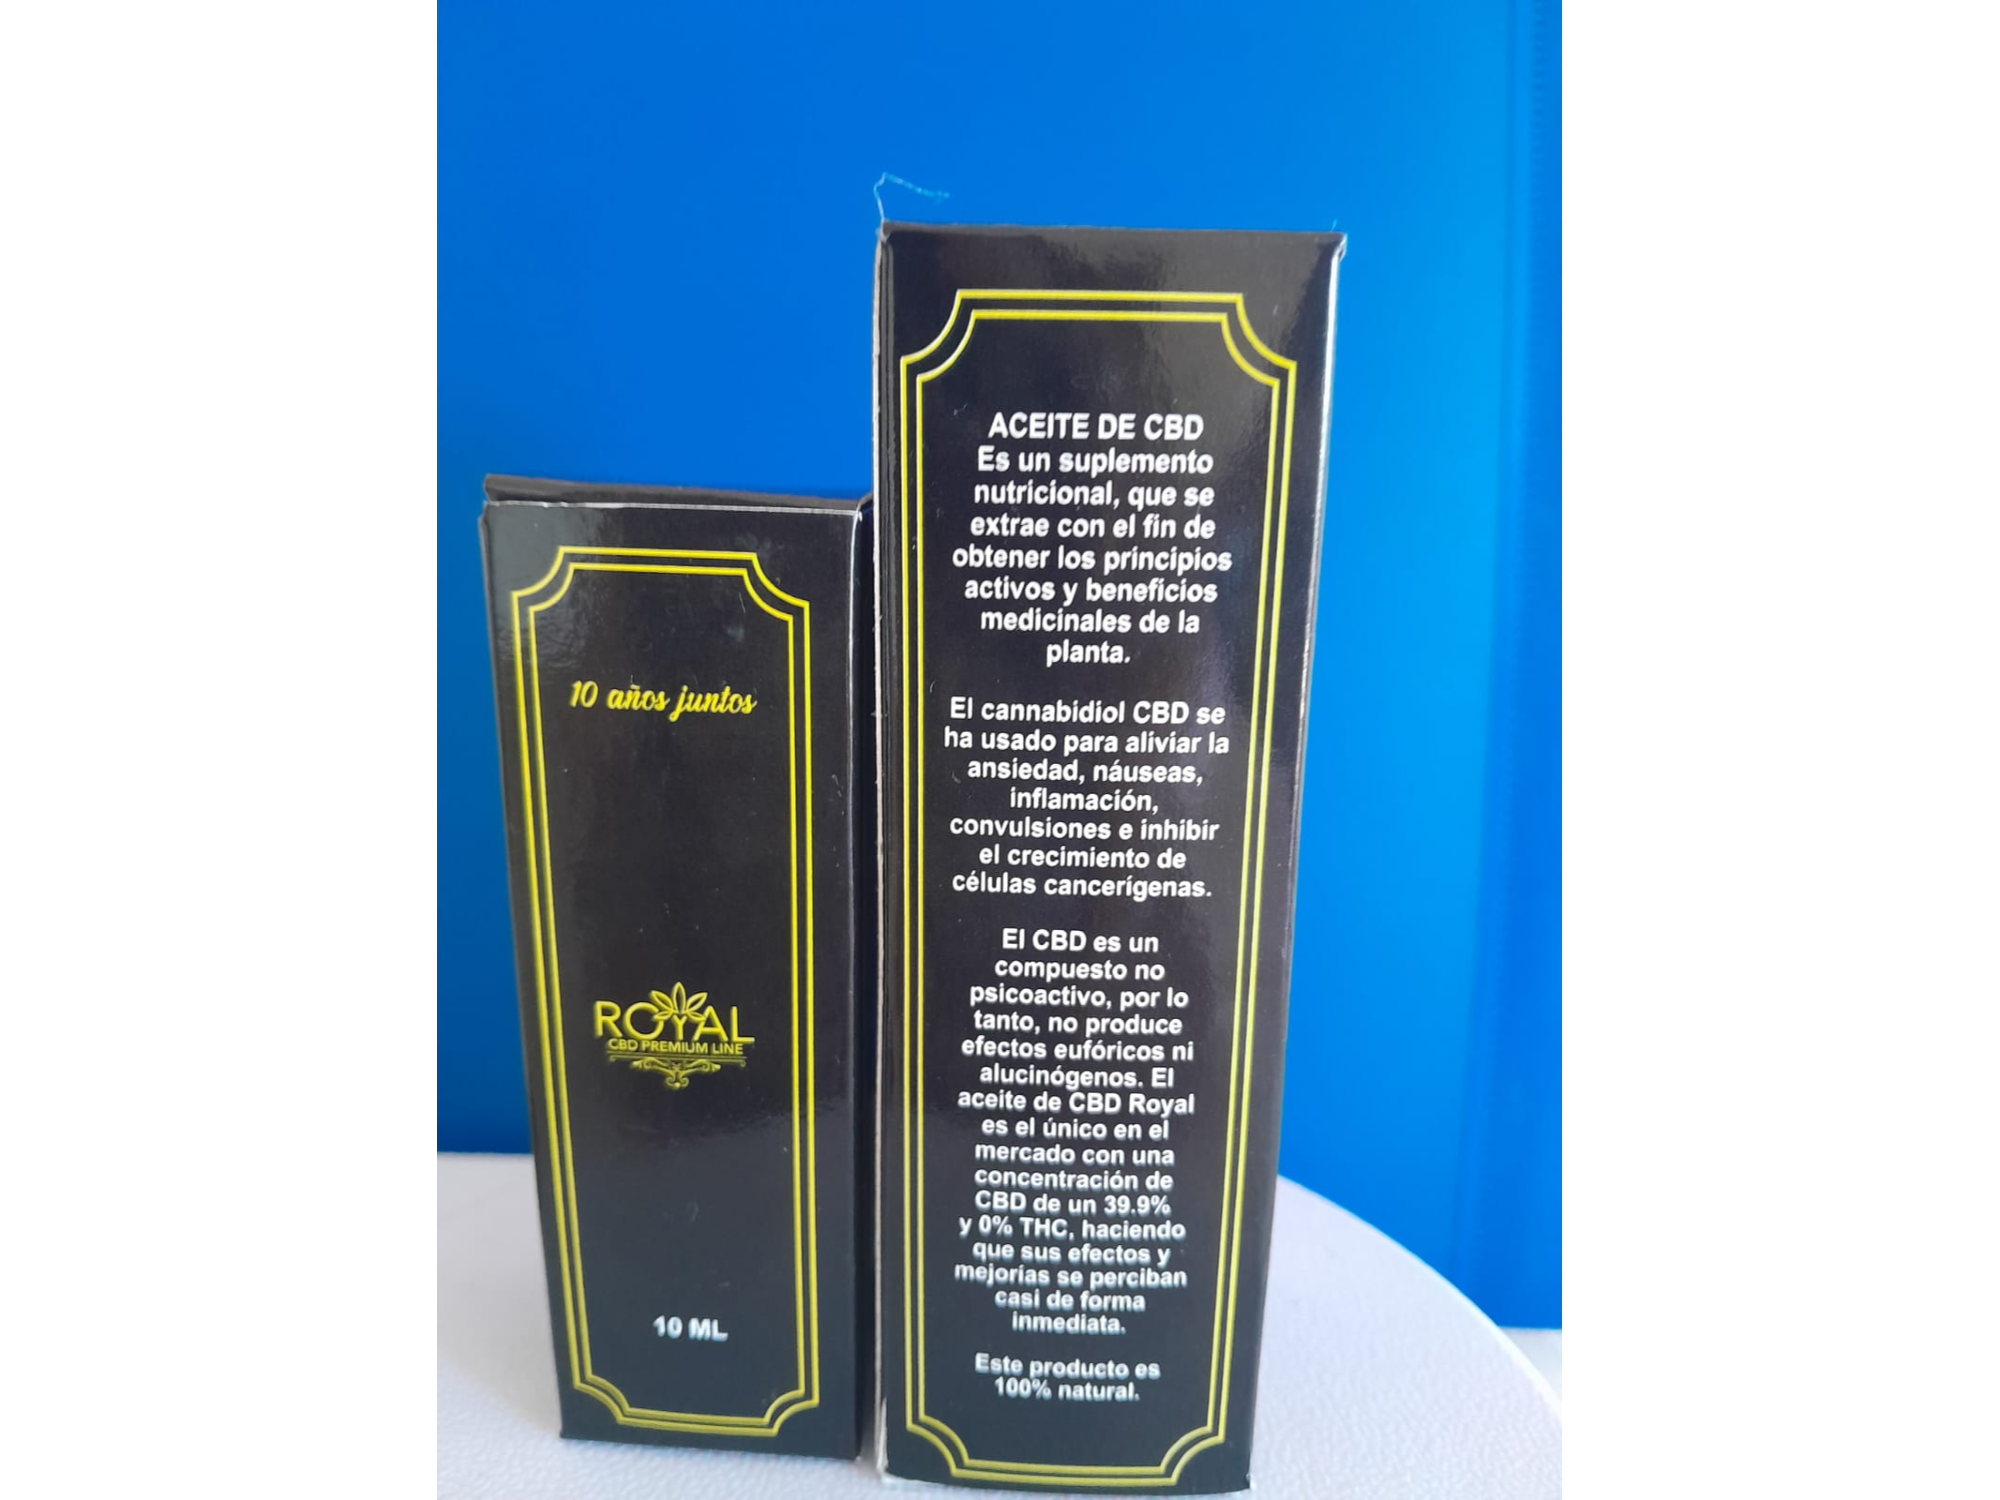 10 años juntos
ROYAL
CBD PREMIUM LINE
10 ML
ACEITE DE CBD
Es un suplemento
nutricional, que se
extrae con el fin de
obtener los principios
activos y beneficios
medicinales de la
planta.
El cannabidiol CBD se
ha usado para aliviar la
ansiedad, náuseas,
inflamación,
convulsiones e inhibir
el crecimiento de
células cancerígenas.
El CBD es un
compuesto no
psicoactivo, por lo
tanto, no produce
efectos eufóricos ni
alucinógenos. El
aceite de CBD Royal
es el único en el
mercado con una
concentración de
CBD de un 39.9%
y 0% THC, haciendo
que sus efectos y
mejorías se perciban
casi de forma
inmediata.
Este producto es
100% natural.